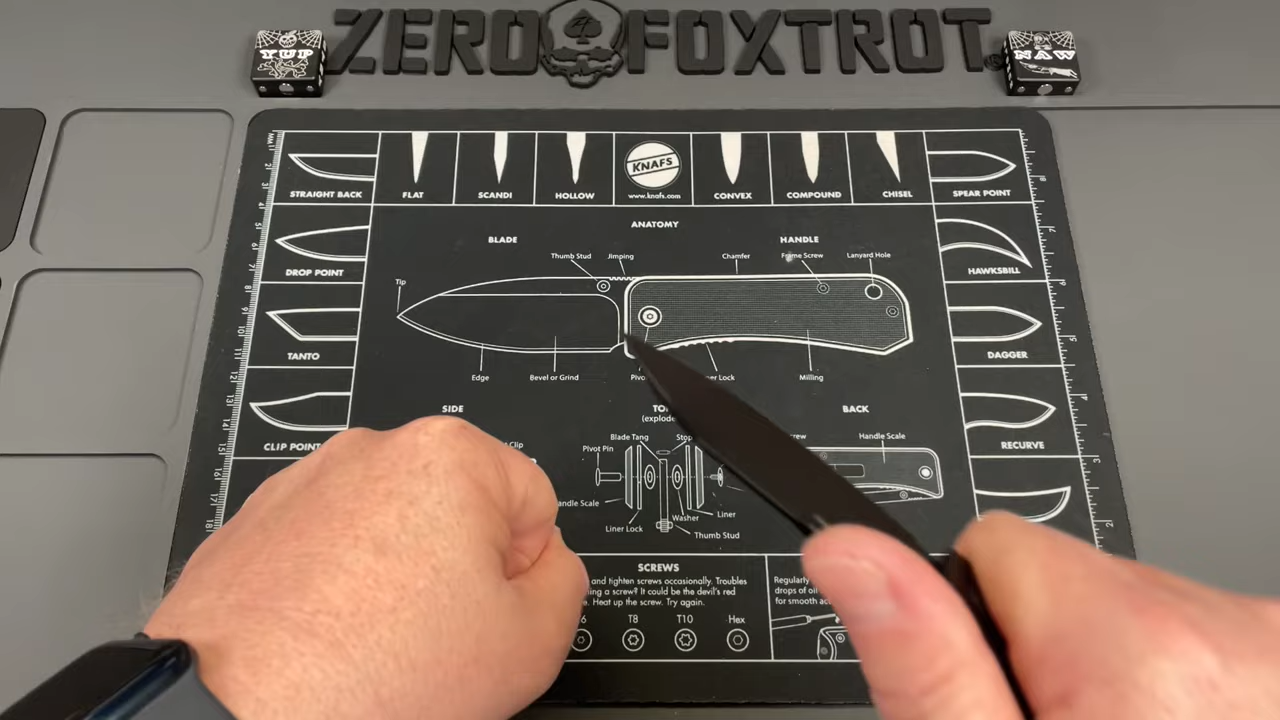 ZERO FOXTROT
YUP
NAW
MM
STRAIGHT BACK
FLAT
SCANDI
HOLLOW
KNAFS
www.knafs.com
CONVEX
COMPOUND
CHISEL
SPEAR POINT
ANATOMY
BLADE
HANDLE
Thumb Stud
Jimping
Chamfer
Frame Screw
Lanyard Hole
DROP POINT
HAWKSBILL
Tip
TANTO
DAGGER
Edge
Bevel or Grind
Milling
SIDE
BACK
CLIP POINT
RECURVE
Blade Tang
Stop
Handle Scale
Pivot Pin
Liner Lock
Washer
Liner
Thumb Stud
SCREWS
and tighten screws occasionally. Troubles
a screw? It could be the devil's red
Heat up the screw. Try again.
Regularly
drops of oil
for smooth
T8
T10
Hex